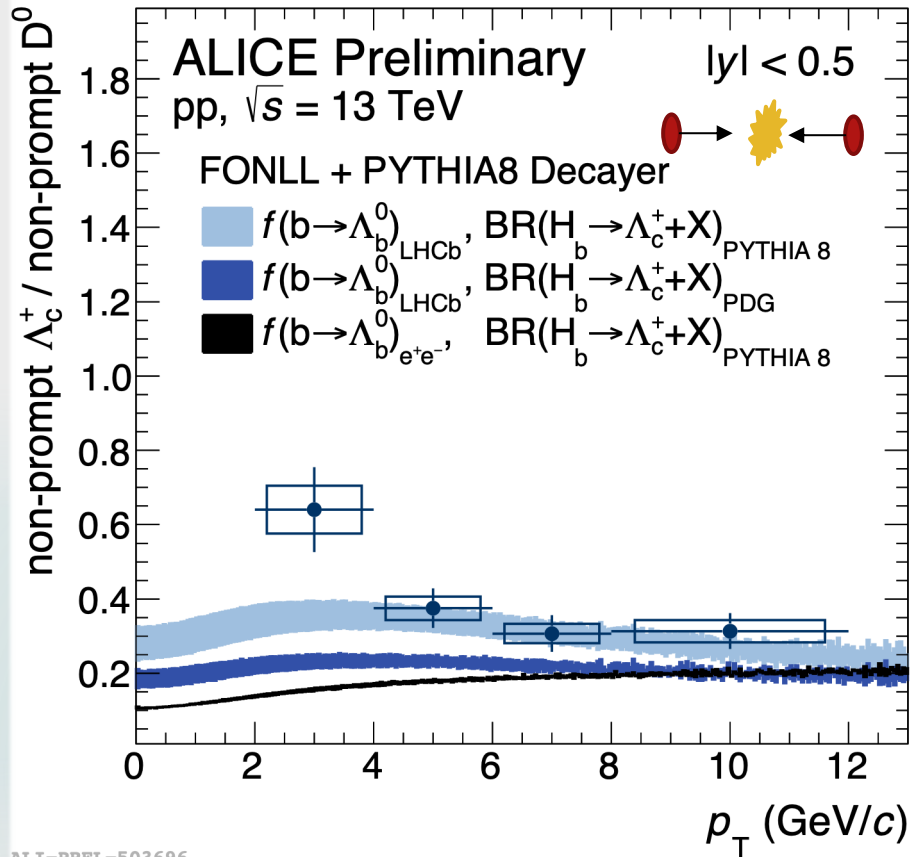 non-prompt Λc+ / non-prompt D0
ALICE Preliminary
|y| < 0.5
pp, √s = 13 TeV
FONLL + PYTHIA8 Decayer
f(b→Λb0)LHCb, BR(Hb→Λc++X)PYTHIA 8
f(b→Λb0)LHCb, BR(Hb→Λc++X)PDG
f(b→Λb0)e+e-, BR(Hb→Λc++X)PYTHIA 8
1.8
1.6
1.4
1.2
1.0
0.8
0.6
0.4
0.2
0 2 4 6 8 10 12
pT (GeV/c)